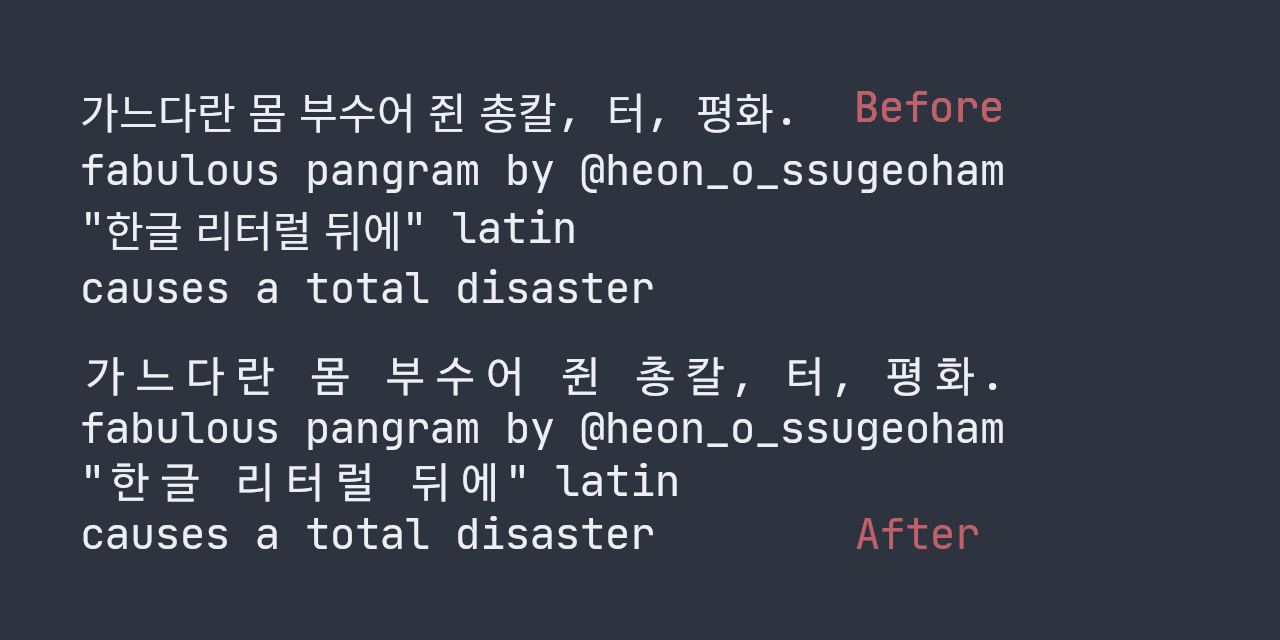 가느다란 몸 부수어 쥔 총칼, 터, 평화. Before
fabulous pangram by @heon_o_ssugeoham
"한글 리터럴 뒤에" latin
causes a total disaster
가느다란 몸 부수어 쥔 총칼, 터, 평화.
fabulous pangram by @heon_o_ssugeoham
"한글 리터럴 뒤에" latin
causes a total disaster After